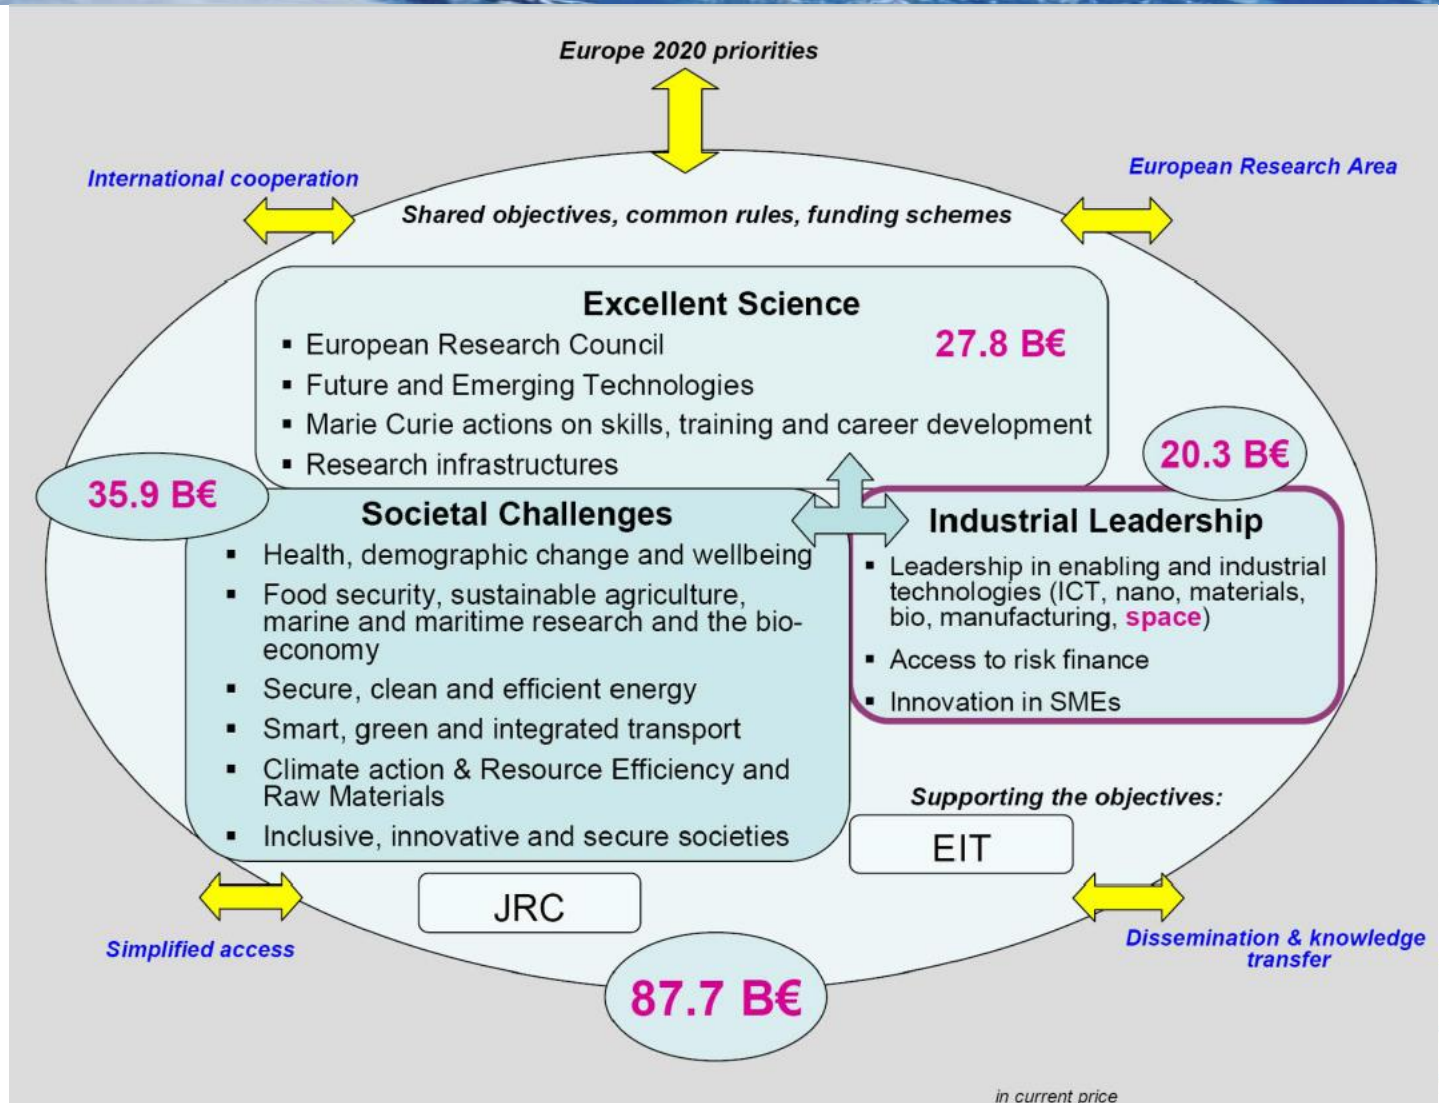 Europe 2020 priorities
International cooperation
European Research Area
Shared objectives, common rules, funding schemes
Excellent Science
▪ European Research Council
27.8 B€
▪ Future and Emerging Technologies
▪ Marie Curie actions on skills, training and career development
▪ Research infrastructures
20.3 B€
35.9 B€
Societal Challenges
▪ Health, demographic change and wellbeing
▪ Food security, sustainable agriculture,
marine and maritime research and the bio-
economy
▪ Secure, clean and efficient energy
▪ Smart, green and integrated transport
▪ Climate action & Resource Efficiency and
Raw Materials
▪ Inclusive, innovative and secure societies
Industrial Leadership
▪ Leadership in enabling and industrial
technologies (ICT, nano, materials,
bio, manufacturing, space)
▪ Access to risk finance
▪ Innovation in SMEs
Supporting the objectives:
EIT
JRC
Simplified access
Dissemination & knowledge
transfer
87.7 B€
in current price